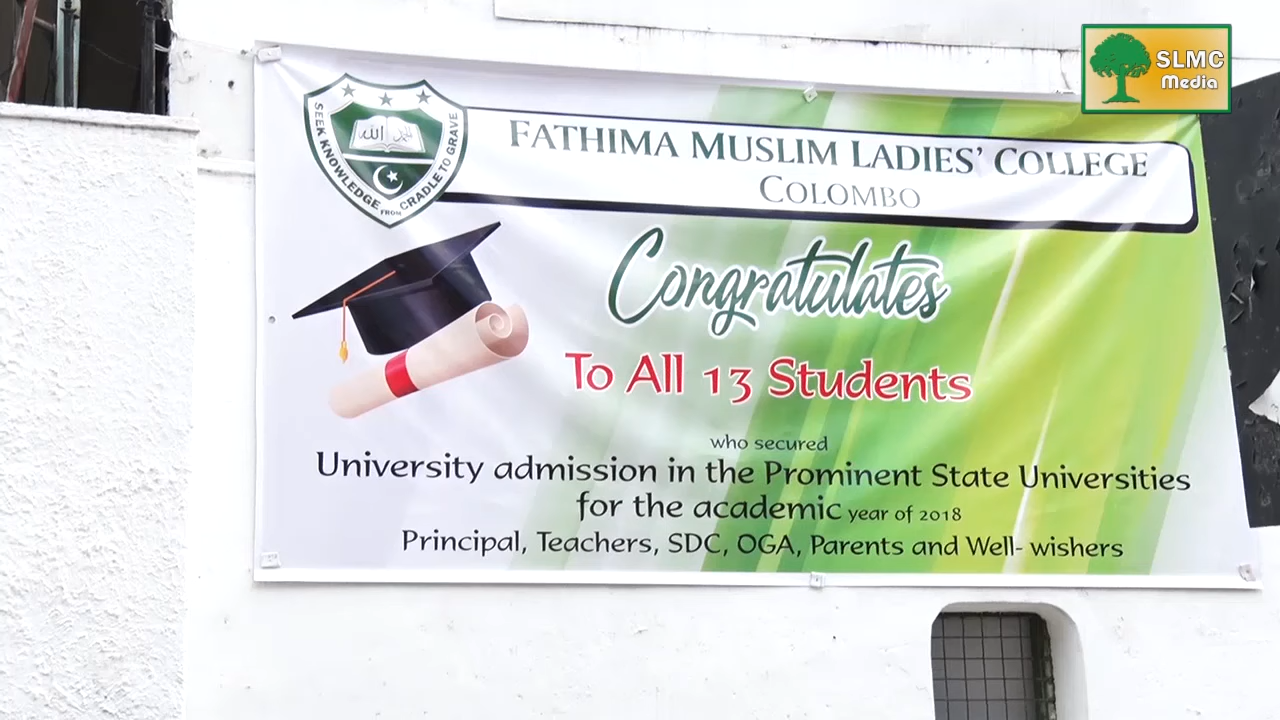 SLMC
Media
SEEK KNOWLEDGE FROM CRADLE TO GRAVE
الله محمد
FATHIMA MUSLIM LADIES' COLLEGE
COLOMBO
Congratulates
To All 13 Students
who secured
University admission in the Prominent State Universities
for the academic year of 2018
Principal, Teachers, SDC, OGA, Parents and Well- wishers